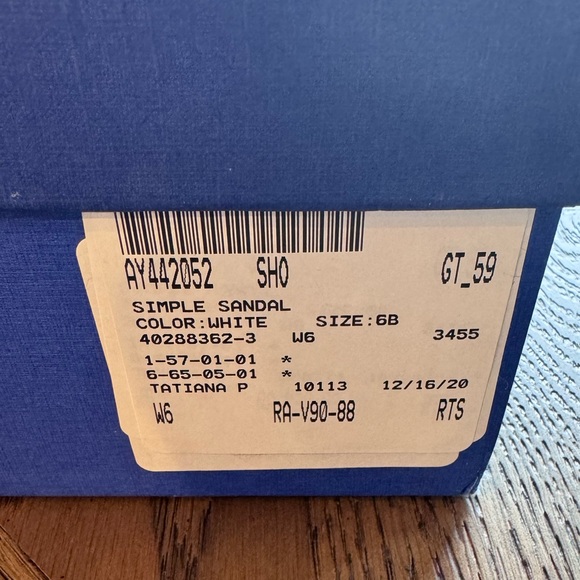 AY442052 SHO GT_59
SIMPLE SANDAL
COLOR:WHITE SIZE:6B
40288362-3 W6 3455
1-57-01-01 *
6-65-05-01 *
TATIANA P 10113 12/16/20
W6 RA-V90-88 RTS